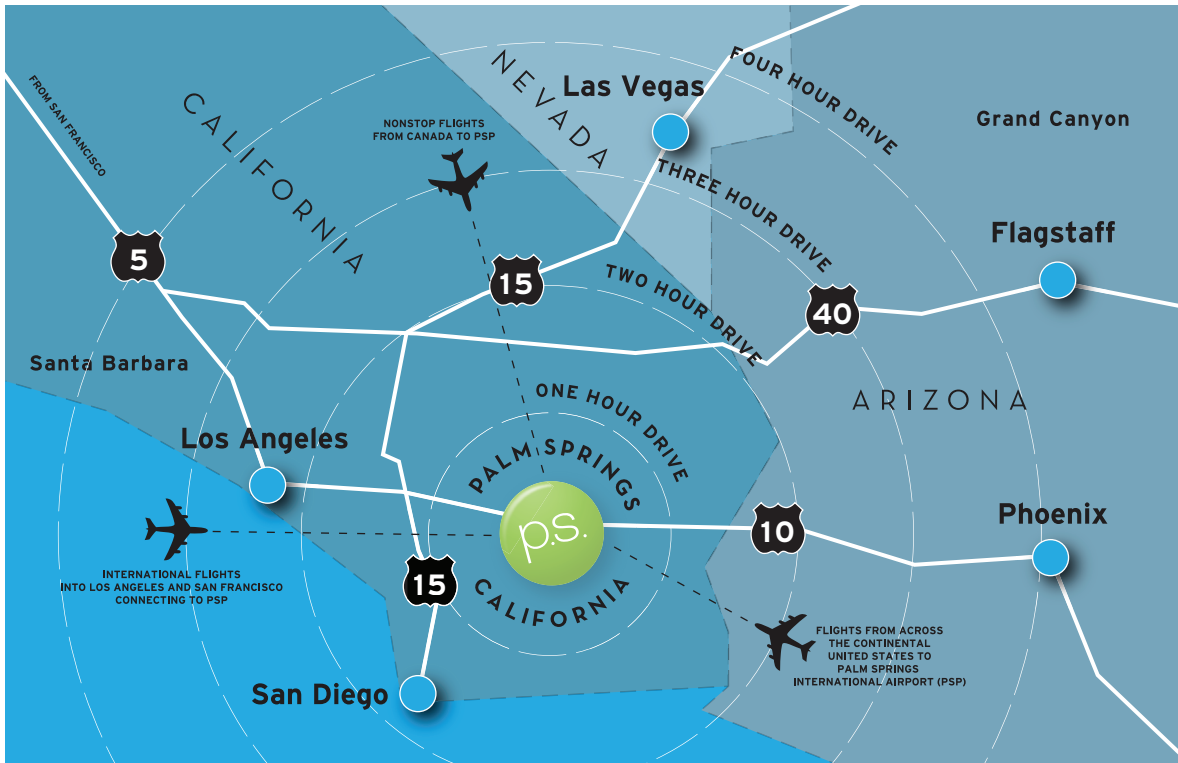 FOUR HOUR DRIVE
NEVADA
Las Vegas
FROM SAN FRANCISCO
CALIFORNIA
Grand Canyon
NONSTOP FLIGHTS
FROM CANADA TO PSP
THREE HOUR DRIVE
Flagstaff
5
15
TWO HOUR DRIVE
40
Santa Barbara
ARIZONA
ONE HOUR DRIVE
Los Angeles
PALM SPRINGS
p.s.
10
Phoenix
INTERNATIONAL FLIGHTS
INTO LOS ANGELES AND SAN FRANCISCO
CONNECTING TO PSP
15
CALIFORNIA
FLIGHTS FROM ACROSS
THE CONTINENTAL
UNITED STATES TO
PALM SPRINGS
INTERNATIONAL AIRPORT (PSP)
San Diego